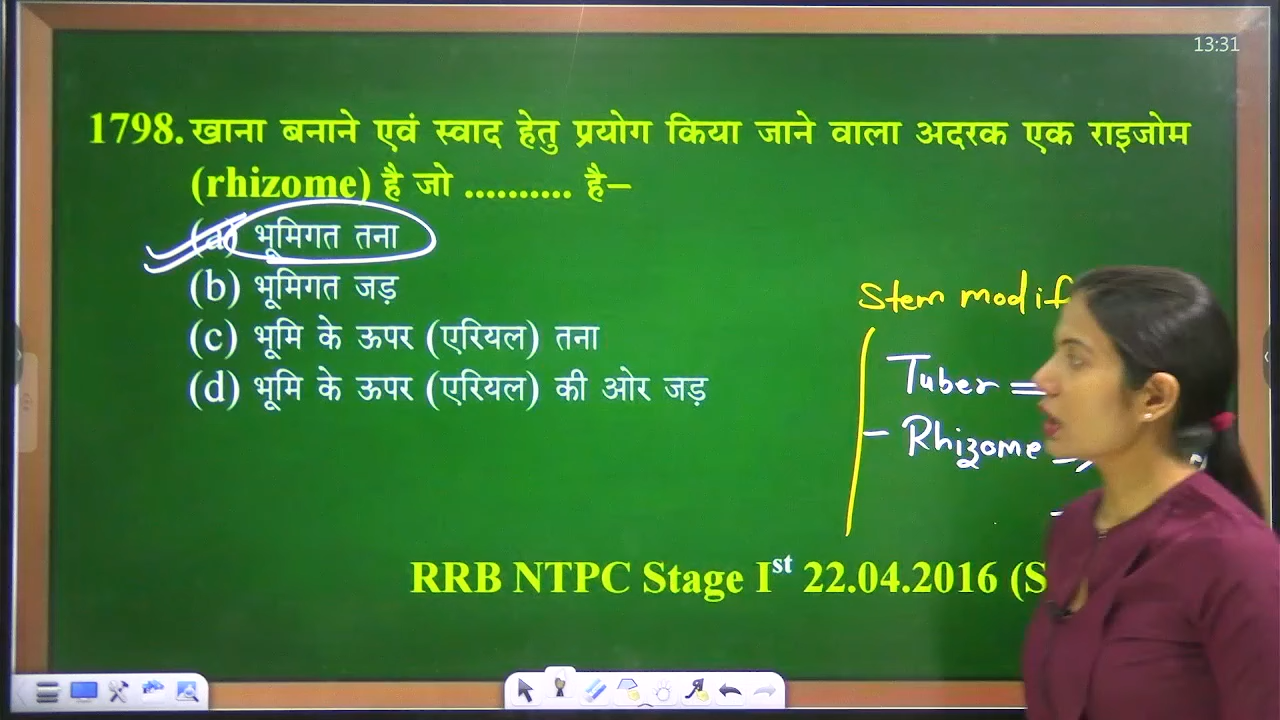 13:31
1798. खाना बनाने एवं स्वाद हेतु प्रयोग किया जाने वाला अदरक एक राइजोम
(rhizome) है जो .......... है–
(a) भूमिगत तना
(b) भूमिगत जड़
(c) भूमि के ऊपर (एरियल) तना
(d) भूमि के ऊपर (एरियल) की ओर जड़
Stem modif
Tuber =
- Rhizome →
RRB NTPC Stage Ist 22.04.2016 (S